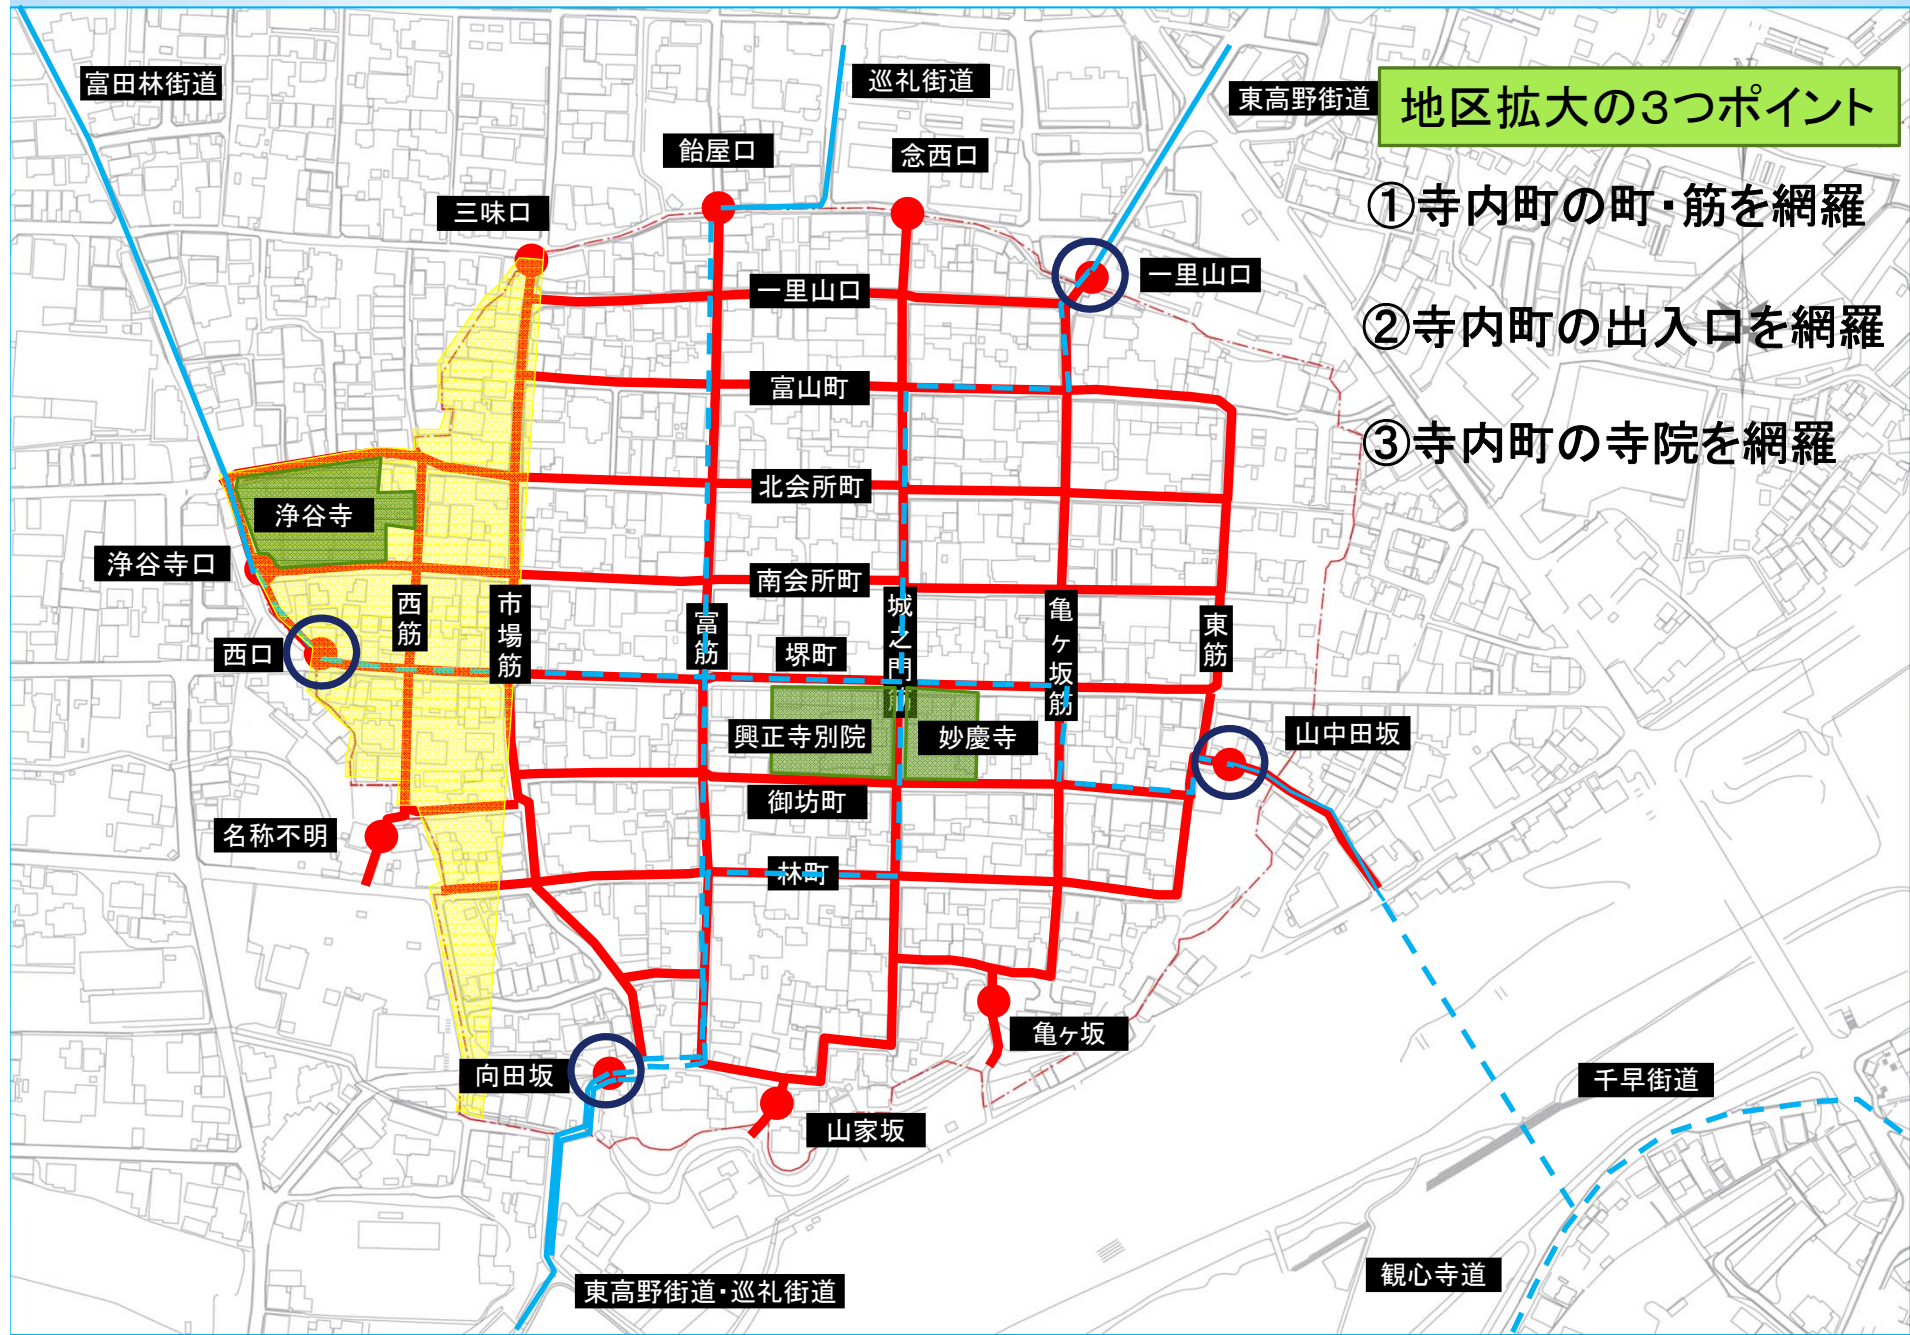 富田林街道
巡礼街道
東高野街道
地区拡大の3つポイント
飴屋口
念西口
①寺内町の町・筋を網羅
三味口
一里山口
一里山口
②寺内町の出入口を網羅
富山町
③寺内町の寺院を網羅
北会所町
浄谷寺
浄谷寺口
南会所町
西筋
市場筋
富筋
城之門筋
亀ヶ坂筋
東筋
西口
堺町
興正寺別院
妙慶寺
山中田坂
御坊町
名称不明
林町
亀ヶ坂
向田坂
千早街道
山家坂
観心寺道
東高野街道・巡礼街道